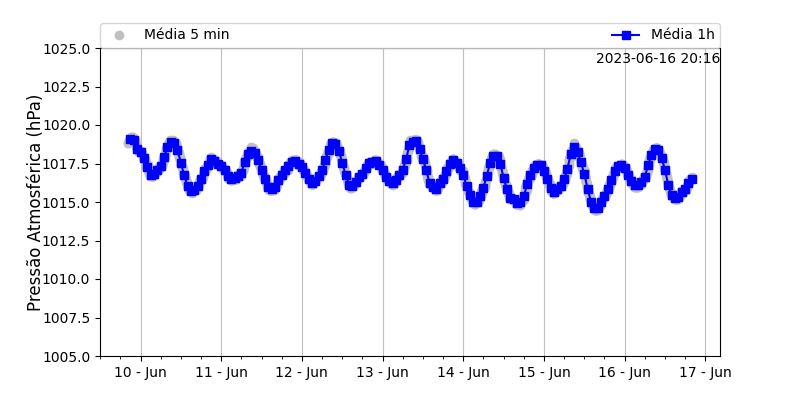 Média 5 min
Média 1h
2023-06-16 20:16
Pressão Atmosférica (hPa)
1025.0
1022.5
1020.0
1017.5
1015.0
1012.5
1010.0
1007.5
1005.0
10 - Jun
11 - Jun
12 - Jun
13 - Jun
14 - Jun
15 - Jun
16 - Jun
17 - Jun